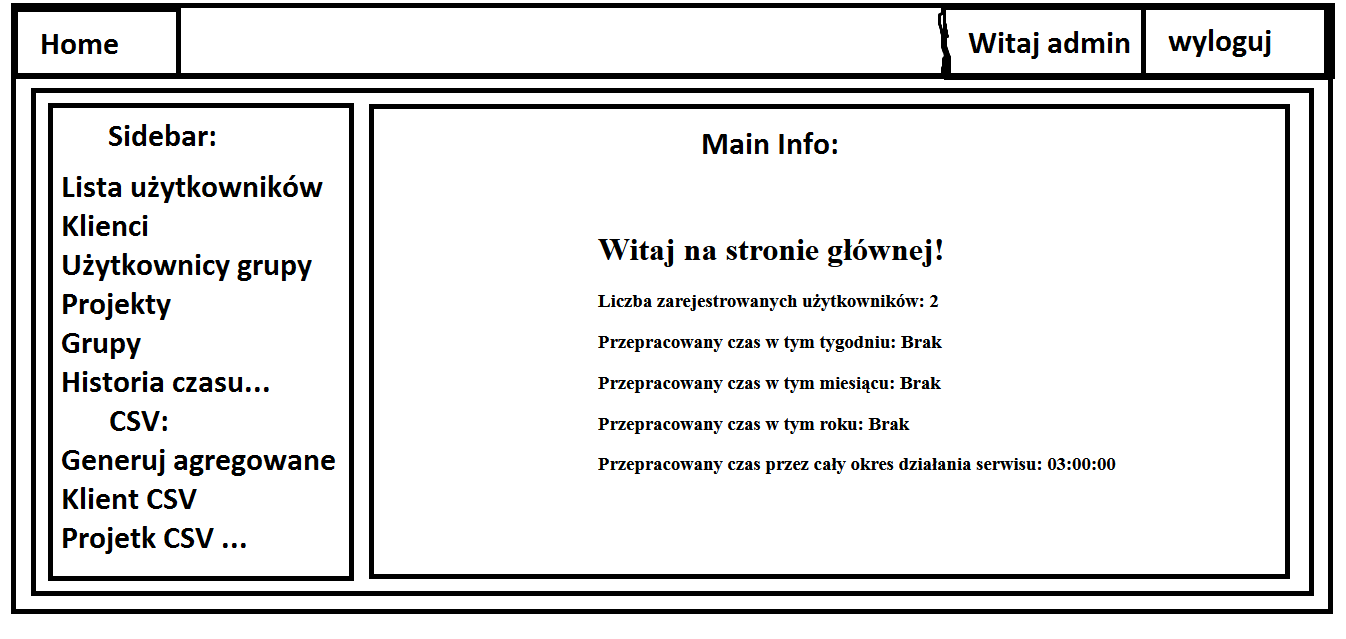 Home
Witaj admin
wyloguj
Sidebar:
Lista użytkowników
Klienci
Użytkownicy grupy
Projekty
Grupy
Historia czasu...
CSV:
Generuj agregowane
Klient CSV
Projetk CSV ...
Main Info:
Witaj na stronie głównej!
Liczba zarejestrowanych użytkowników: 2
Przepracowany czas w tym tygodniu: Brak
Przepracowany czas w tym miesiącu: Brak
Przepracowany czas w tym roku: Brak
Przepracowany czas przez cały okres działania serwisu: 03:00:00